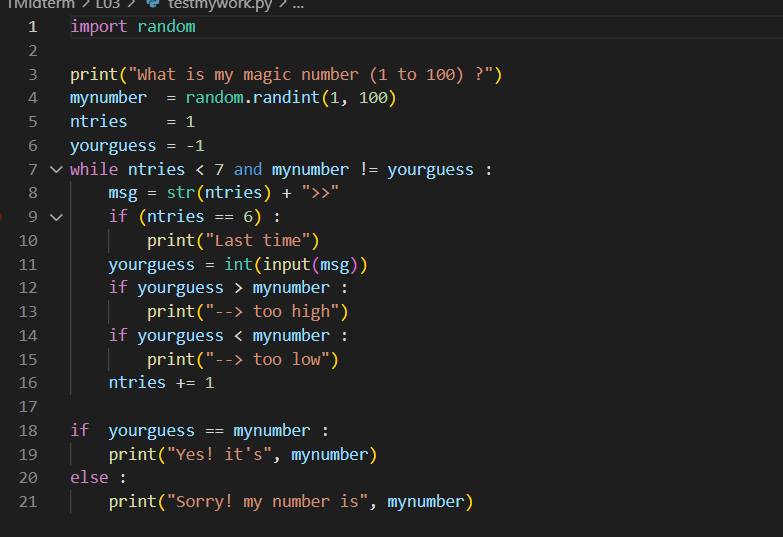 1Midterm > L03 > testmywork.py > ...
1 import random
2
3 print("What is my magic number (1 to 100) ?")
4 mynumber  = random.randint(1, 100)
5 ntries    = 1
6 yourguess = -1
7 while ntries < 7 and mynumber != yourguess :
8     msg = str(ntries) + ">>"
9     if (ntries == 6) :
10         print("Last time")
11     yourguess = int(input(msg))
12     if yourguess > mynumber :
13         print("--> too high")
14     if yourguess < mynumber :
15         print("--> too low")
16     ntries += 1
17
18 if  yourguess == mynumber :
19     print("Yes! it's", mynumber)
20 else :
21     print("Sorry! my number is", mynumber)